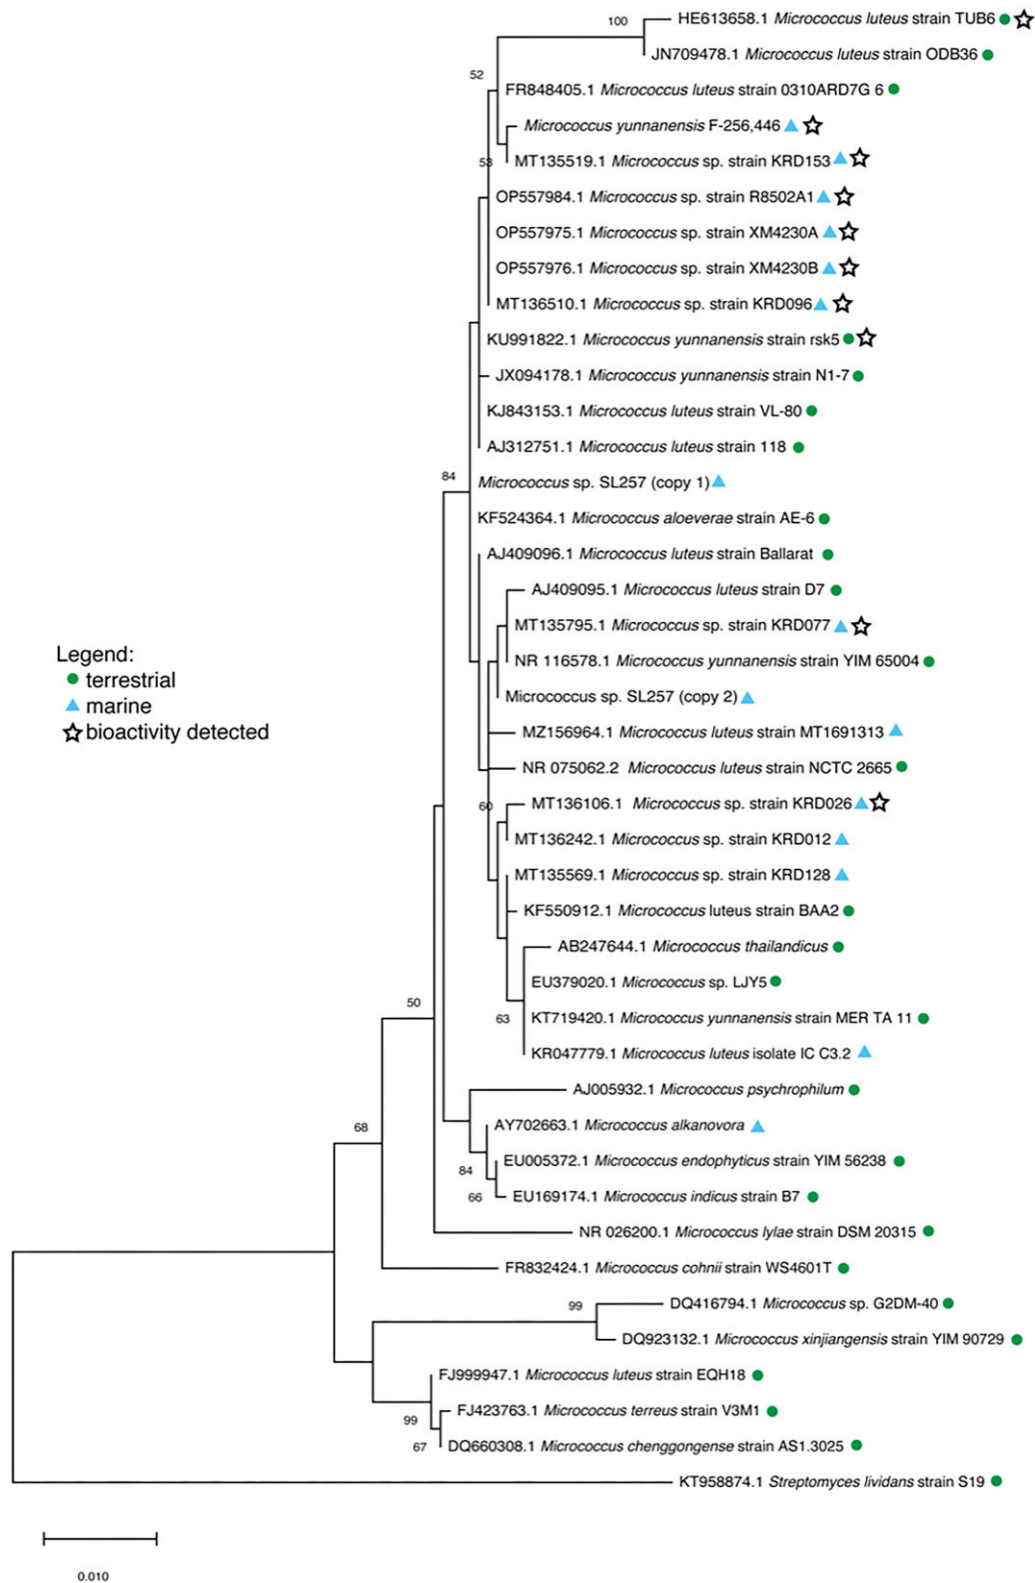 100
HE613658.1 Micrococcus luteus strain TUB6
JN709478.1 Micrococcus luteus strain ODB36
52
FR848405.1 Micrococcus luteus strain 0310ARD7G 6
Micrococcus yunnanensis F-256,446
53
MT135519.1 Micrococcus sp. strain KRD153
OP557984.1 Micrococcus sp. strain R8502A1
OP557975.1 Micrococcus sp. strain XM4230A
OP557976.1 Micrococcus sp. strain XM4230B
MT136510.1 Micrococcus sp. strain KRD096
KU991822.1 Micrococcus yunnanensis strain rsk5
JX094178.1 Micrococcus yunnanensis strain N1-7
KJ843153.1 Micrococcus luteus strain VL-80
AJ312751.1 Micrococcus luteus strain 118
84
Micrococcus sp. SL257 (copy 1)
KF524364.1 Micrococcus aloeverae strain AE-6
AJ409096.1 Micrococcus luteus strain Ballarat
AJ409095.1 Micrococcus luteus strain D7
MT135795.1 Micrococcus sp. strain KRD077
NR 116578.1 Micrococcus yunnanensis strain YIM 65004
Micrococcus sp. SL257 (copy 2)
MZ156964.1 Micrococcus luteus strain MT1691313
NR 075062.2 Micrococcus luteus strain NCTC 2665
60
MT136106.1 Micrococcus sp. strain KRD026
MT136242.1 Micrococcus sp. strain KRD012
MT135569.1 Micrococcus sp. strain KRD128
KF550912.1 Micrococcus luteus strain BAA2
AB247644.1 Micrococcus thailandicus
EU379020.1 Micrococcus sp. LJY5
63
KT719420.1 Micrococcus yunnanensis strain MER TA 11
KR047779.1 Micrococcus luteus isolate IC C3.2
50
AJ005932.1 Micrococcus psychrophilum
AY702663.1 Micrococcus alkanovora
68
EU005372.1 Micrococcus endophyticus strain YIM 56238
84
66
EU169174.1 Micrococcus indicus strain B7
NR 026200.1 Micrococcus lylae strain DSM 20315
FR832424.1 Micrococcus cohnii strain WS4601T
99
DQ416794.1 Micrococcus sp. G2DM-40
DQ923132.1 Micrococcus xinjiangensis strain YIM 90729
FJ999947.1 Micrococcus luteus strain EQH18
FJ423763.1 Micrococcus terreus strain V3M1
99
67
DQ660308.1 Micrococcus chenggongense strain AS1.3025
KT958874.1 Streptomyces lividans strain S19
0.010
Legend:
terrestrial
marine
bioactivity detected